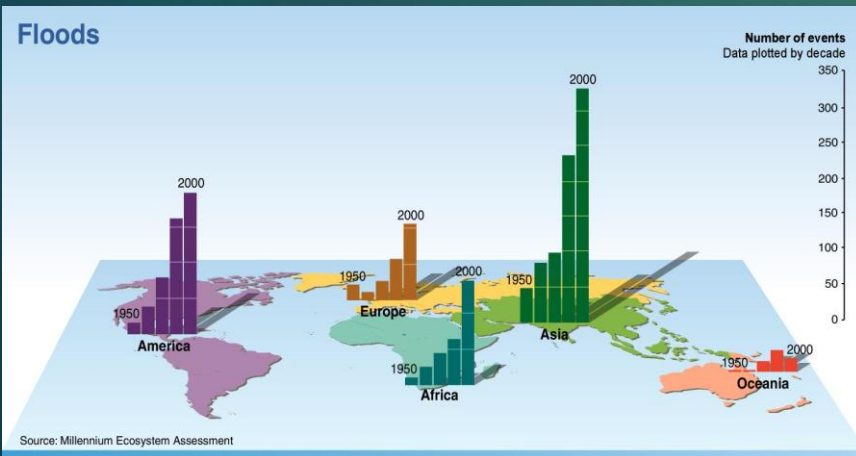 Floods
Number of events
Data plotted by decade
350
300
250
200
150
100
50
0
2000
1950
America
2000
1950
Europe
2000
1950
Africa
2000
1950
Asia
2000
1950
Oceania
Source: Millennium Ecosystem Assessment